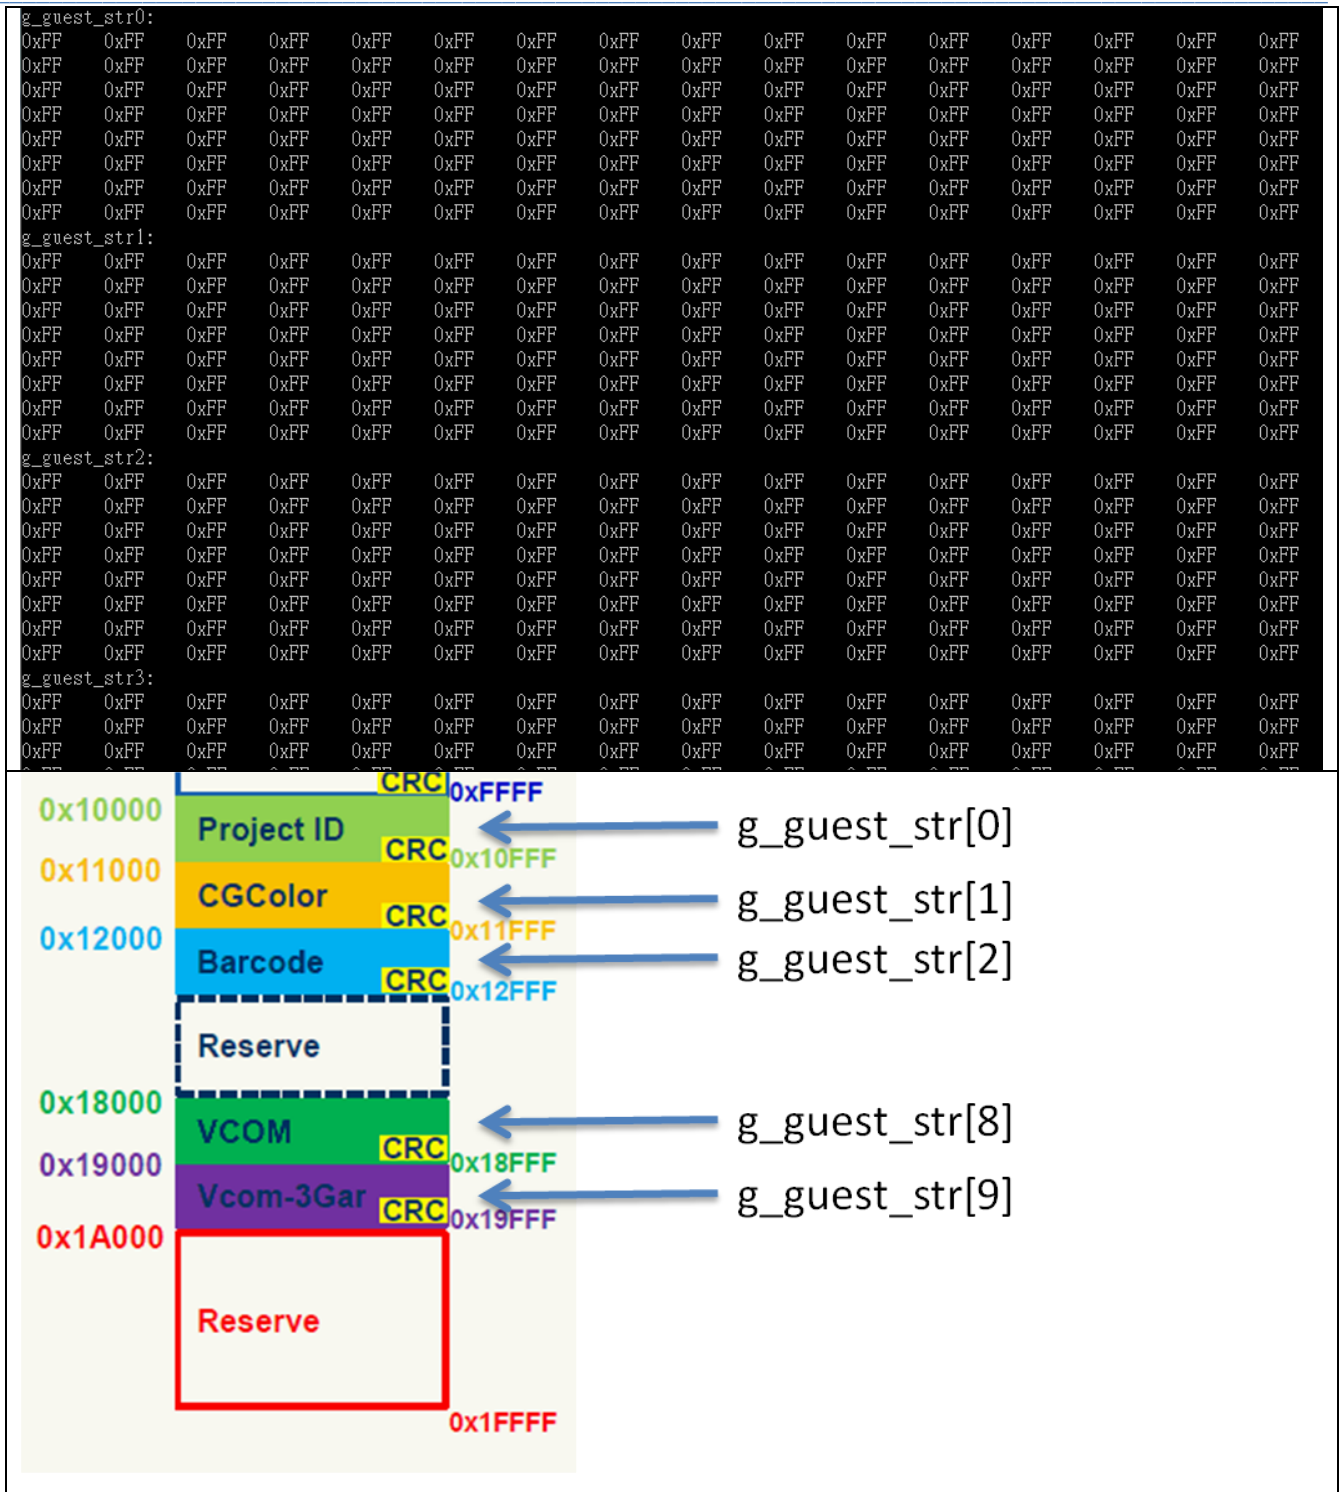 g_guest_str0:
0xFF 0xFF 0xFF 0xFF 0xFF 0xFF 0xFF 0xFF 0xFF 0xFF 0xFF 0xFF 0xFF 0xFF 0xFF 0xFF
0xFF 0xFF 0xFF 0xFF 0xFF 0xFF 0xFF 0xFF 0xFF 0xFF 0xFF 0xFF 0xFF 0xFF 0xFF 0xFF
0xFF 0xFF 0xFF 0xFF 0xFF 0xFF 0xFF 0xFF 0xFF 0xFF 0xFF 0xFF 0xFF 0xFF 0xFF 0xFF
0xFF 0xFF 0xFF 0xFF 0xFF 0xFF 0xFF 0xFF 0xFF 0xFF 0xFF 0xFF 0xFF 0xFF 0xFF 0xFF
0xFF 0xFF 0xFF 0xFF 0xFF 0xFF 0xFF 0xFF 0xFF 0xFF 0xFF 0xFF 0xFF 0xFF 0xFF 0xFF
0xFF 0xFF 0xFF 0xFF 0xFF 0xFF 0xFF 0xFF 0xFF 0xFF 0xFF 0xFF 0xFF 0xFF 0xFF 0xFF
0xFF 0xFF 0xFF 0xFF 0xFF 0xFF 0xFF 0xFF 0xFF 0xFF 0xFF 0xFF 0xFF 0xFF 0xFF 0xFF
0xFF 0xFF 0xFF 0xFF 0xFF 0xFF 0xFF 0xFF 0xFF 0xFF 0xFF 0xFF 0xFF 0xFF 0xFF 0xFF
g_guest_str1:
0xFF 0xFF 0xFF 0xFF 0xFF 0xFF 0xFF 0xFF 0xFF 0xFF 0xFF 0xFF 0xFF 0xFF 0xFF 0xFF
0xFF 0xFF 0xFF 0xFF 0xFF 0xFF 0xFF 0xFF 0xFF 0xFF 0xFF 0xFF 0xFF 0xFF 0xFF 0xFF
0xFF 0xFF 0xFF 0xFF 0xFF 0xFF 0xFF 0xFF 0xFF 0xFF 0xFF 0xFF 0xFF 0xFF 0xFF 0xFF
0xFF 0xFF 0xFF 0xFF 0xFF 0xFF 0xFF 0xFF 0xFF 0xFF 0xFF 0xFF 0xFF 0xFF 0xFF 0xFF
0xFF 0xFF 0xFF 0xFF 0xFF 0xFF 0xFF 0xFF 0xFF 0xFF 0xFF 0xFF 0xFF 0xFF 0xFF 0xFF
0xFF 0xFF 0xFF 0xFF 0xFF 0xFF 0xFF 0xFF 0xFF 0xFF 0xFF 0xFF 0xFF 0xFF 0xFF 0xFF
0xFF 0xFF 0xFF 0xFF 0xFF 0xFF 0xFF 0xFF 0xFF 0xFF 0xFF 0xFF 0xFF 0xFF 0xFF 0xFF
0xFF 0xFF 0xFF 0xFF 0xFF 0xFF 0xFF 0xFF 0xFF 0xFF 0xFF 0xFF 0xFF 0xFF 0xFF 0xFF
g_guest_str2:
0xFF 0xFF 0xFF 0xFF 0xFF 0xFF 0xFF 0xFF 0xFF 0xFF 0xFF 0xFF 0xFF 0xFF 0xFF 0xFF
0xFF 0xFF 0xFF 0xFF 0xFF 0xFF 0xFF 0xFF 0xFF 0xFF 0xFF 0xFF 0xFF 0xFF 0xFF 0xFF
0xFF 0xFF 0xFF 0xFF 0xFF 0xFF 0xFF 0xFF 0xFF 0xFF 0xFF 0xFF 0xFF 0xFF 0xFF 0xFF
0xFF 0xFF 0xFF 0xFF 0xFF 0xFF 0xFF 0xFF 0xFF 0xFF 0xFF 0xFF 0xFF 0xFF 0xFF 0xFF
0xFF 0xFF 0xFF 0xFF 0xFF 0xFF 0xFF 0xFF 0xFF 0xFF 0xFF 0xFF 0xFF 0xFF 0xFF 0xFF
0xFF 0xFF 0xFF 0xFF 0xFF 0xFF 0xFF 0xFF 0xFF 0xFF 0xFF 0xFF 0xFF 0xFF 0xFF 0xFF
0xFF 0xFF 0xFF 0xFF 0xFF 0xFF 0xFF 0xFF 0xFF 0xFF 0xFF 0xFF 0xFF 0xFF 0xFF 0xFF
0xFF 0xFF 0xFF 0xFF 0xFF 0xFF 0xFF 0xFF 0xFF 0xFF 0xFF 0xFF 0xFF 0xFF 0xFF 0xFF
g_guest_str3:
0xFF 0xFF 0xFF 0xFF 0xFF 0xFF 0xFF 0xFF 0xFF 0xFF 0xFF 0xFF 0xFF 0xFF 0xFF 0xFF
0xFF 0xFF 0xFF 0xFF 0xFF 0xFF 0xFF 0xFF 0xFF 0xFF 0xFF 0xFF 0xFF 0xFF 0xFF 0xFF
0xFF 0xFF 0xFF 0xFF 0xFF 0xFF 0xFF 0xFF 0xFF 0xFF 0xFF 0xFF 0xFF 0xFF 0xFF 0xFF
CRC 0xFFFF
0x10000 Project ID CRC 0x10FFF g_guest_str[0]
0x11000 CGColor CRC 0x11FFF g_guest_str[1]
0x12000 Barcode CRC 0x12FFF g_guest_str[2]
Reserve
0x18000 VCOM CRC 0x18FFF g_guest_str[8]
0x19000 Vcom-3Gar CRC 0x19FFF g_guest_str[9]
0x1A000
Reserve
0x1FFFF